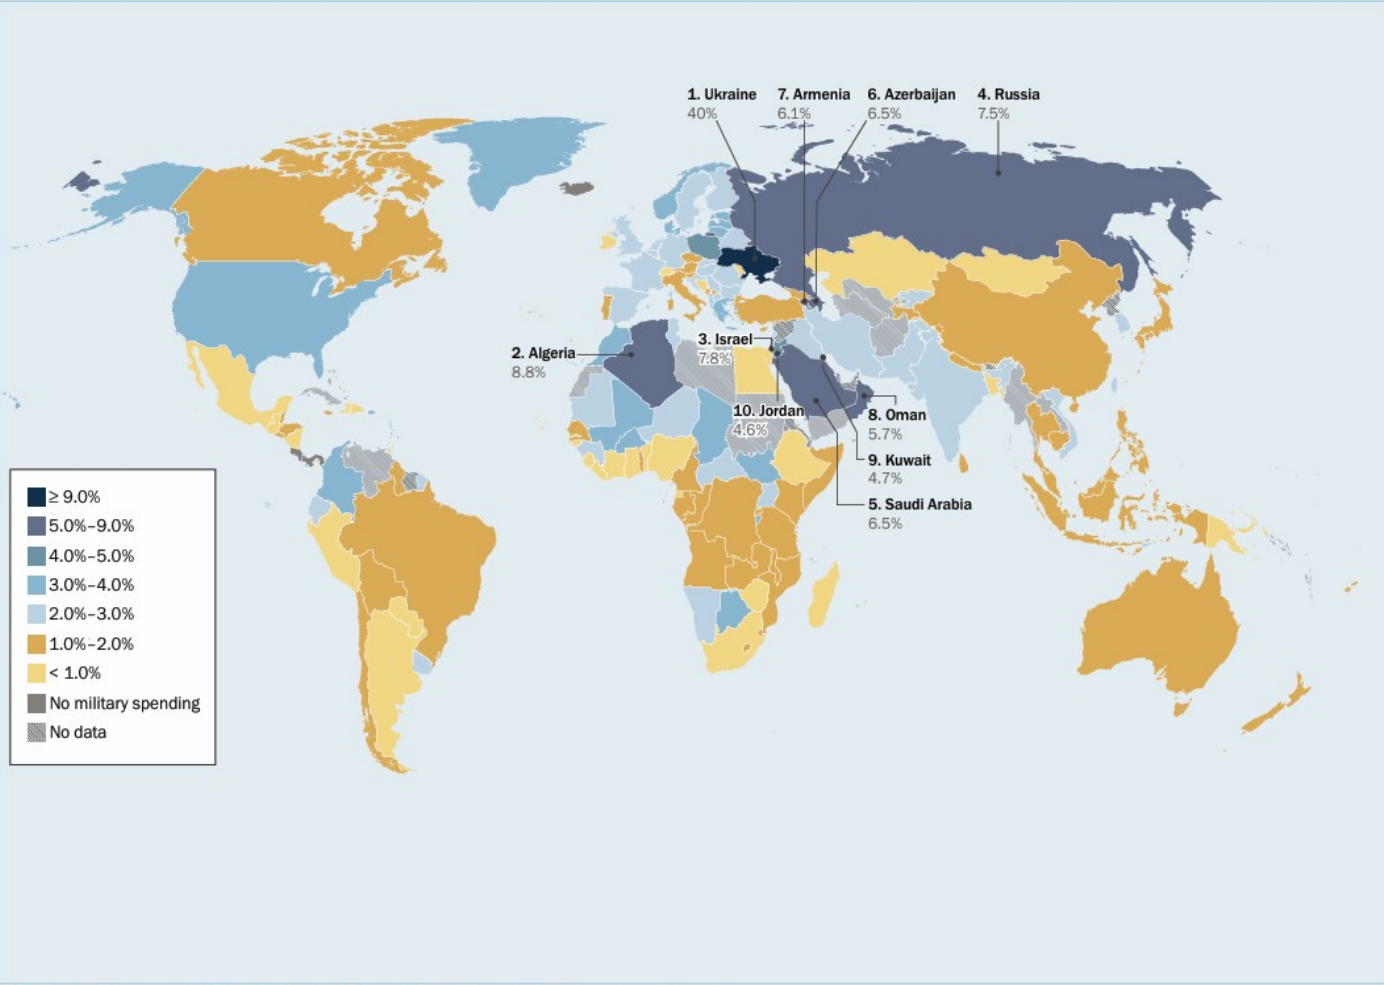 1. Ukraine
40%
7. Armenia
6.1%
6. Azerbaijan
6.5%
4. Russia
7.5%
2. Algeria
8.8%
3. Israel
7.8%
10. Jordan
4.6%
8. Oman
5.7%
9. Kuwait
4.7%
5. Saudi Arabia
6.5%
≥ 9.0%
5.0%–9.0%
4.0%–5.0%
3.0%–4.0%
2.0%–3.0%
1.0%–2.0%
< 1.0%
No military spending
No data